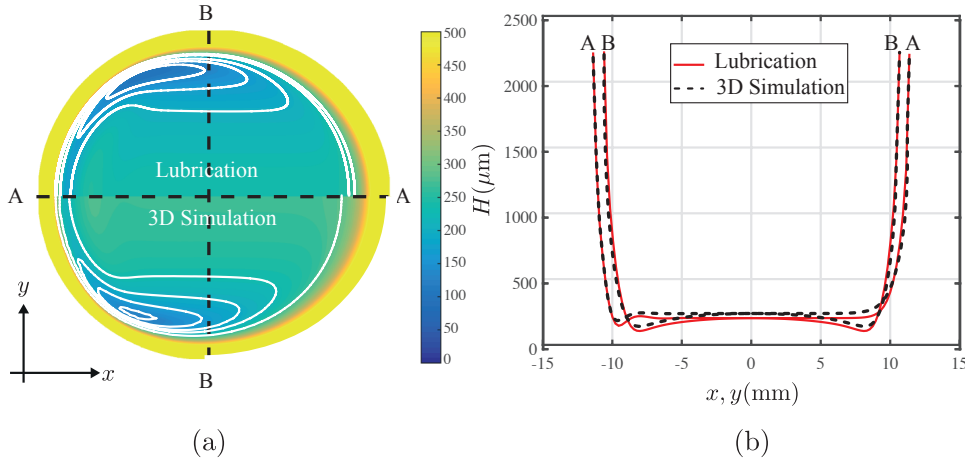 B
A
A
Lubrication
3D Simulation
B
y
x
500
450
400
350
300
250
200
150
100
50
0
(a)
2500
2000
1500
1000
500
0
H(μm)
A
B
B
A
Lubrication
3D Simulation
-15
-10
-5
0
5
10
15
x, y(mm)
(b)